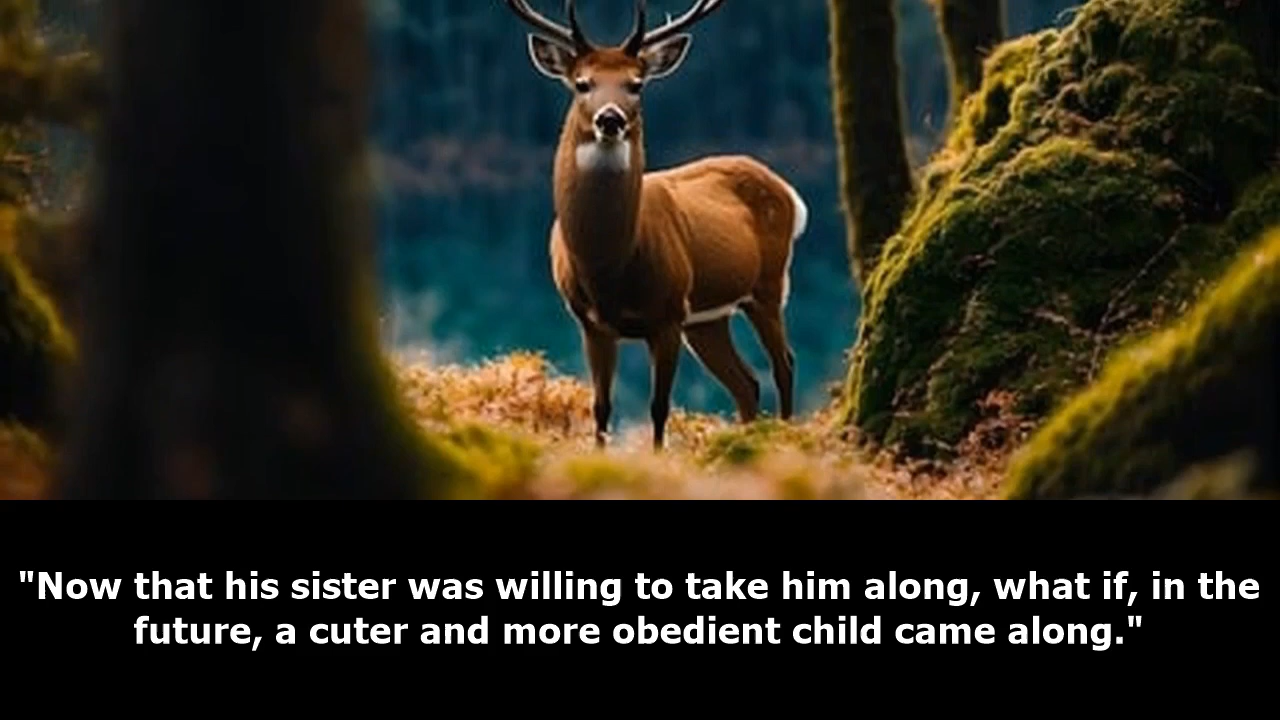 "Now that his sister was willing to take him along, what if, in the
future, a cuter and more obedient child came along."